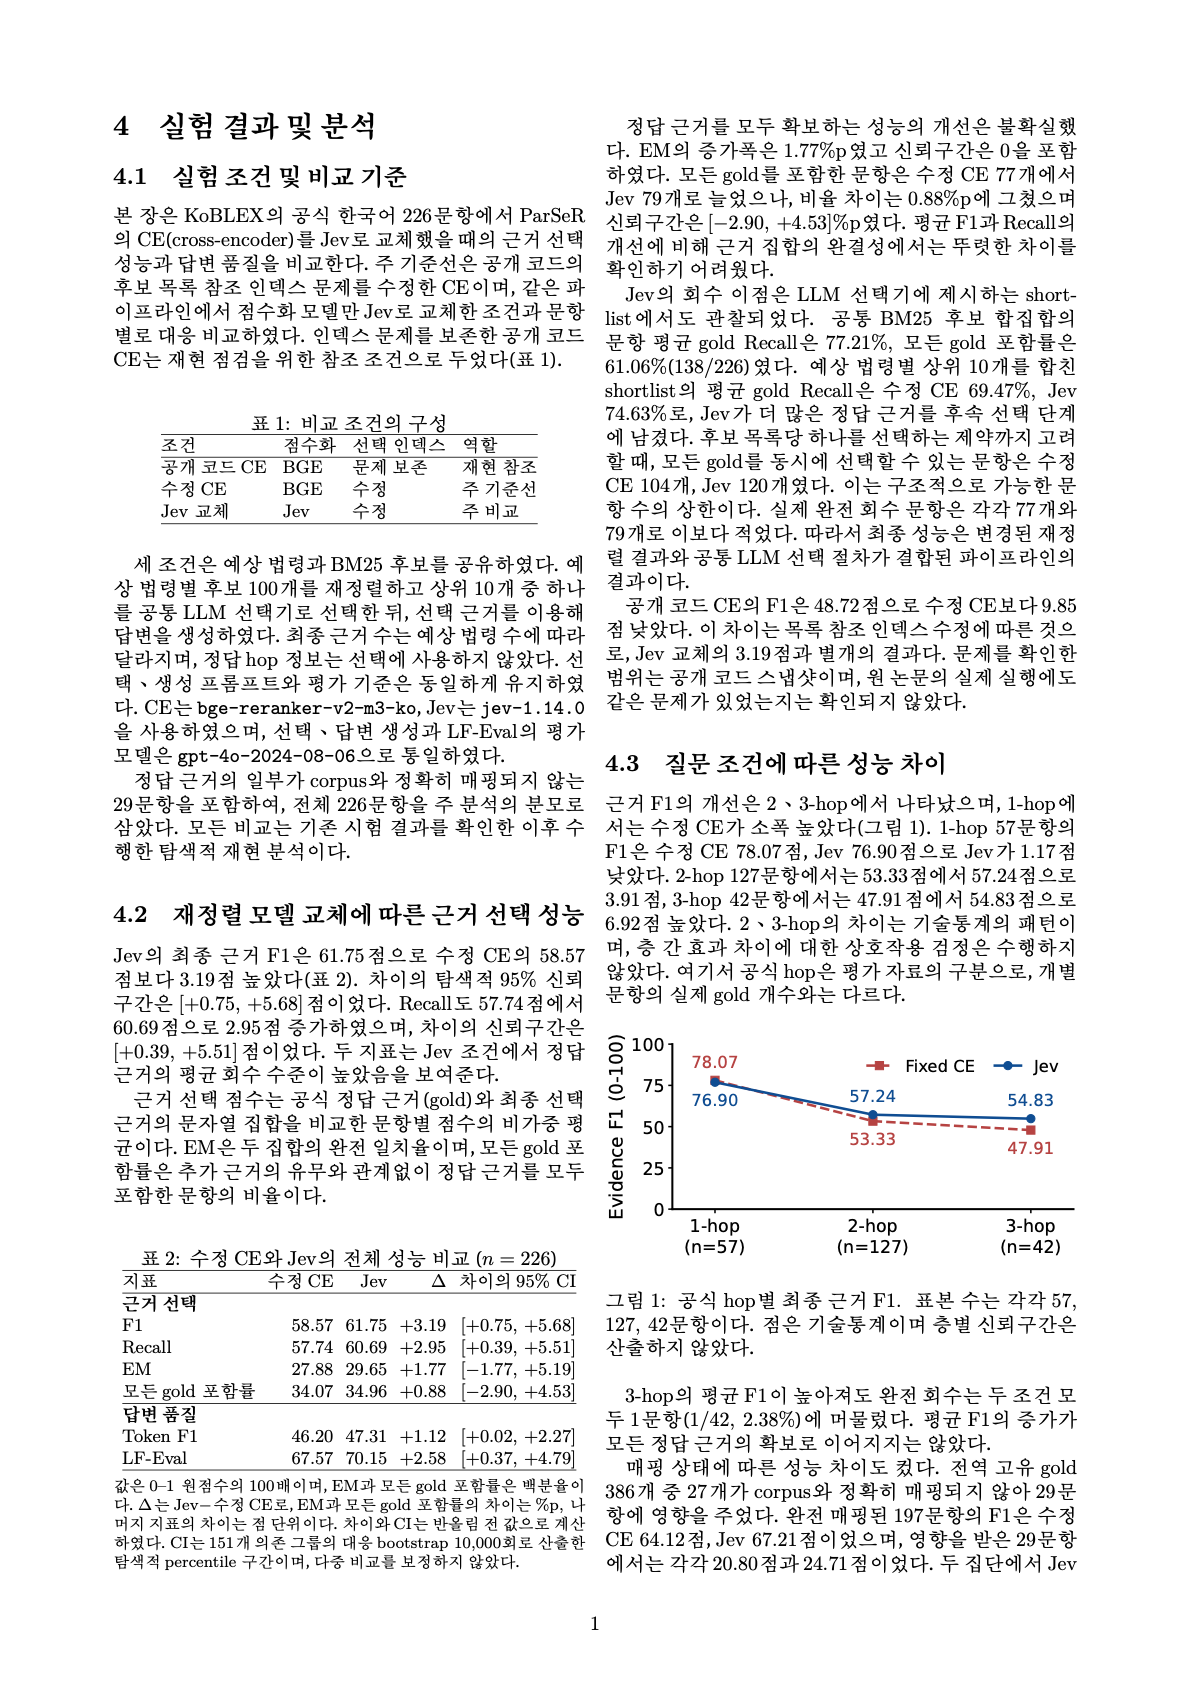 4 실험 결과 및 분석
4.1 실험 조건 및 비교 기준
본 장은 KoBLEX의 공식 한국어 226문항에서 ParSeR
의 CE(cross-encoder)를 Jev로 교체했을 때의 근거 선택
성능과 답변 품질을 비교한다. 주 기준선은 공개 코드의
후보 목록 참조 인덱스 문제를 수정한 CE이며, 같은 파
이프라인에서 점수화 모델만 Jev로 교체한 조건과 문항
별로 대응 비교하였다. 인덱스 문제를 보존한 공개 코드
CE는 재현 점검을 위한 참조 조건으로 두었다(표 1).
표 1: 비교 조건의 구성
조건 점수화 선택 인덱스 역할
공개 코드 CE BGE 문제 보존 재현 참조
수정 CE BGE 수정 주 기준선
Jev 교체 Jev 수정 주 비교
세 조건은 예상 법령과 BM25 후보를 공유하였다. 예
상 법령별 후보 100개를 재정렬하고 상위 10개 중 하나
를 공통 LLM 선택기로 선택한 뒤, 선택 근거를 이용해
답변을 생성하였다. 최종 근거 수는 예상 법령 수에 따라
달라지며, 정답 hop 정보는 선택에 사용하지 않았다. 선
택、생성 프롬프트와 평가 기준은 동일하게 유지하였
다. CE는 bge-reranker-v2-m3-ko, Jev는 jev-1.14.0
을 사용하였으며, 선택、답변 생성과 LF-Eval의 평가
모델은 gpt-4o-2024-08-06으로 통일하였다.
정답 근거의 일부가 corpus와 정확히 매핑되지 않는
29문항을 포함하여, 전체 226문항을 주 분석의 분모로
삼았다. 모든 비교는 기존 시험 결과를 확인한 이후 수
행한 탐색적 재현 분석이다.
4.2 재정렬 모델 교체에 따른 근거 선택 성능
Jev의 최종 근거 F1은 61.75점으로 수정 CE의 58.57
점보다 3.19점 높았다(표 2). 차이의 탐색적 95% 신뢰
구간은 [+0.75, +5.68]점이었다. Recall도 57.74점에서
60.69점으로 2.95점 증가하였으며, 차이의 신뢰구간은
[+0.39, +5.51]점이었다. 두 지표는 Jev 조건에서 정답
근거의 평균 회수 수준이 높았음을 보여준다.
근거 선택 점수는 공식 정답 근거(gold)와 최종 선택
근거의 문자열 집합을 비교한 문항별 점수의 비가중 평
균이다. EM은 두 집합의 완전 일치율이며, 모든 gold 포
함률은 추가 근거의 유무와 관계없이 정답 근거를 모두
포함한 문항의 비율이다.
표 2: 수정 CE와 Jev의 전체 성능 비교 (n = 226)
지표 수정 CE Jev Δ 차이의 95% CI
근거 선택
F1 58.57 61.75 +3.19 [+0.75, +5.68]
Recall 57.74 60.69 +2.95 [+0.39, +5.51]
EM 27.88 29.65 +1.77 [−1.77, +5.19]
모든 gold 포함률 34.07 34.96 +0.88 [−2.90, +4.53]
답변 품질
Token F1 46.20 47.31 +1.12 [+0.02, +2.27]
LF-Eval 67.57 70.15 +2.58 [+0.37, +4.79]
값은 0–1 원점수의 100배이며, EM과 모든 gold 포함률은 백분율이
다. Δ는 Jev−수정 CE로, EM과 모든 gold 포함률의 차이는 %p, 나
머지 지표의 차이는 점 단위이다. 차이와 CI는 반올림 전 값으로 계산
하였다. CI는 151개 의존 그룹의 대응 bootstrap 10,000회로 산출한
탐색적 percentile 구간이며, 다중 비교를 보정하지 않았다.
정답 근거를 모두 확보하는 성능의 개선은 불확실했
다. EM의 증가폭은 1.77%p였고 신뢰구간은 0을 포함
하였다. 모든 gold를 포함한 문항은 수정 CE 77개에서
Jev 79개로 늘었으나, 비율 차이는 0.88%p에 그쳤으며
신뢰구간은 [−2.90, +4.53]%p였다. 평균 F1과 Recall의
개선에 비해 근거 집합의 완결성에서는 뚜렷한 차이를
확인하기 어려웠다.
Jev의 회수 이점은 LLM 선택기에 제시하는 short-
list에서도 관찰되었다. 공통 BM25 후보 합집합의
문항 평균 gold Recall은 77.21%, 모든 gold 포함률은
61.06%(138/226)였다. 예상 법령별 상위 10개를 합친
shortlist의 평균 gold Recall은 수정 CE 69.47%, Jev
74.63%로, Jev가 더 많은 정답 근거를 후속 선택 단계
에 남겼다. 후보 목록당 하나를 선택하는 제약까지 고려
할 때, 모든 gold를 동시에 선택할 수 있는 문항은 수정
CE 104개, Jev 120개였다. 이는 구조적으로 가능한 문
항 수의 상한이다. 실제 완전 회수 문항은 각각 77개와
79개로 이보다 적었다. 따라서 최종 성능은 변경된 재정
렬 결과와 공통 LLM 선택 절차가 결합된 파이프라인의
결과이다.
공개 코드 CE의 F1은 48.72점으로 수정 CE보다 9.85
점 낮았다. 이 차이는 목록 참조 인덱스 수정에 따른 것으
로, Jev 교체의 3.19점과 별개의 결과다. 문제를 확인한
범위는 공개 코드 스냅샷이며, 원 논문의 실제 실행에도
같은 문제가 있었는지는 확인되지 않았다.
4.3 질문 조건에 따른 성능 차이
근거 F1의 개선은 2、3-hop에서 나타났으며, 1-hop에
서는 수정 CE가 소폭 높았다(그림 1). 1-hop 57문항의
F1은 수정 CE 78.07점, Jev 76.90점으로 Jev가 1.17점
낮았다. 2-hop 127문항에서는 53.33점에서 57.24점으로
3.91점, 3-hop 42문항에서는 47.91점에서 54.83점으로
6.92점 높았다. 2、3-hop의 차이는 기술통계의 패턴이
며, 층 간 효과 차이에 대한 상호작용 검정은 수행하지
않았다. 여기서 공식 hop은 평가 자료의 구분으로, 개별
문항의 실제 gold 개수와는 다르다.
Evidence F1 (0-100)
100
75
50
25
0
78.07
76.90
57.24
53.33
54.83
47.91
Fixed CE Jev
1-hop 2-hop 3-hop
(n=57) (n=127) (n=42)
그림 1: 공식 hop별 최종 근거 F1. 표본 수는 각각 57,
127, 42문항이다. 점은 기술통계이며 층별 신뢰구간은
산출하지 않았다.
3-hop의 평균 F1이 높아져도 완전 회수는 두 조건 모
두 1문항(1/42, 2.38%)에 머물렀다. 평균 F1의 증가가
모든 정답 근거의 확보로 이어지지는 않았다.
매핑 상태에 따른 성능 차이도 컸다. 전역 고유 gold
386개 중 27개가 corpus와 정확히 매핑되지 않아 29문
항에 영향을 주었다. 완전 매핑된 197문항의 F1은 수정
CE 64.12점, Jev 67.21점이었으며, 영향을 받은 29문항
에서는 각각 20.80점과 24.71점이었다. 두 집단에서 Jev
1